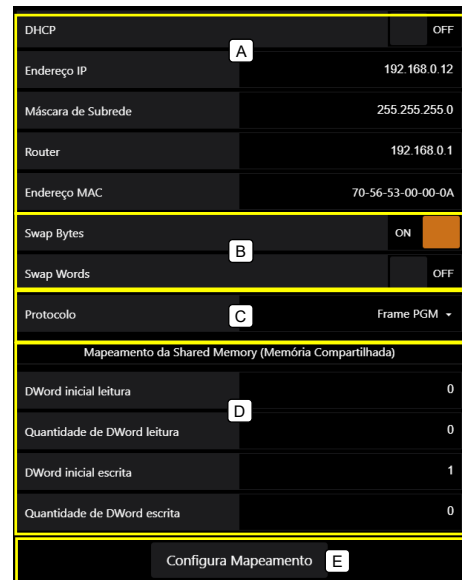 DHCP OFF
A
Endereço IP 192.168.0.12
Máscara de Subrede 255.255.255.0
Router 192.168.0.1
Endereço MAC 70-56-53-00-00-0A
Swap Bytes ON
B
Swap Words OFF
Protocolo C Frame PGM
Mapeamento da Shared Memory (Memória Compartilhada)
DWord inicial leitura 0
D
Quantidade de DWord leitura 0
DWord inicial escrita 1
Quantidade de DWord escrita 0
Configura Mapeamento E